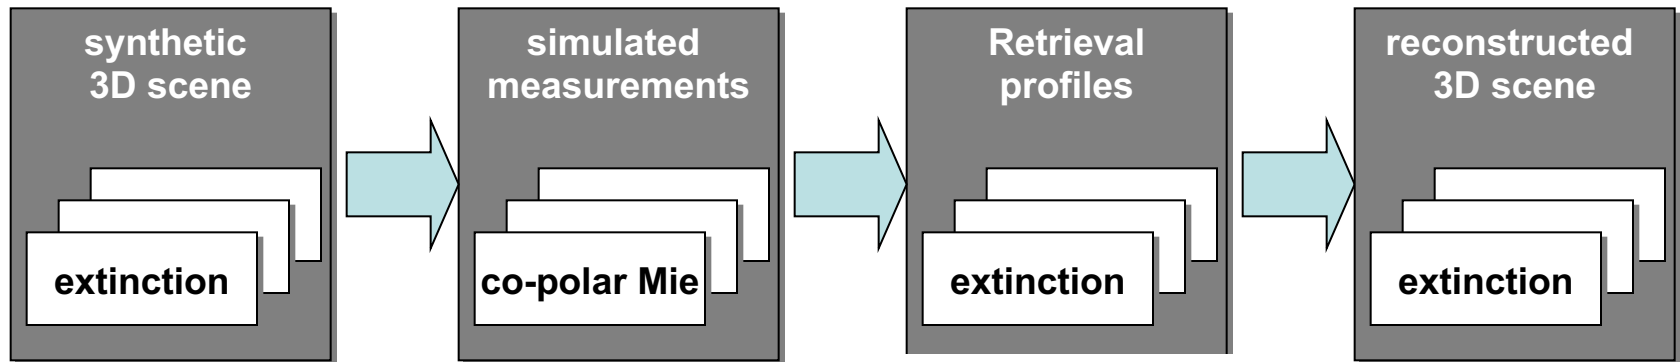 synthetic
3D scene
extinction
simulated
measurements
co-polar Mie
Retrieval
profiles
extinction
reconstructed
3D scene
extinction